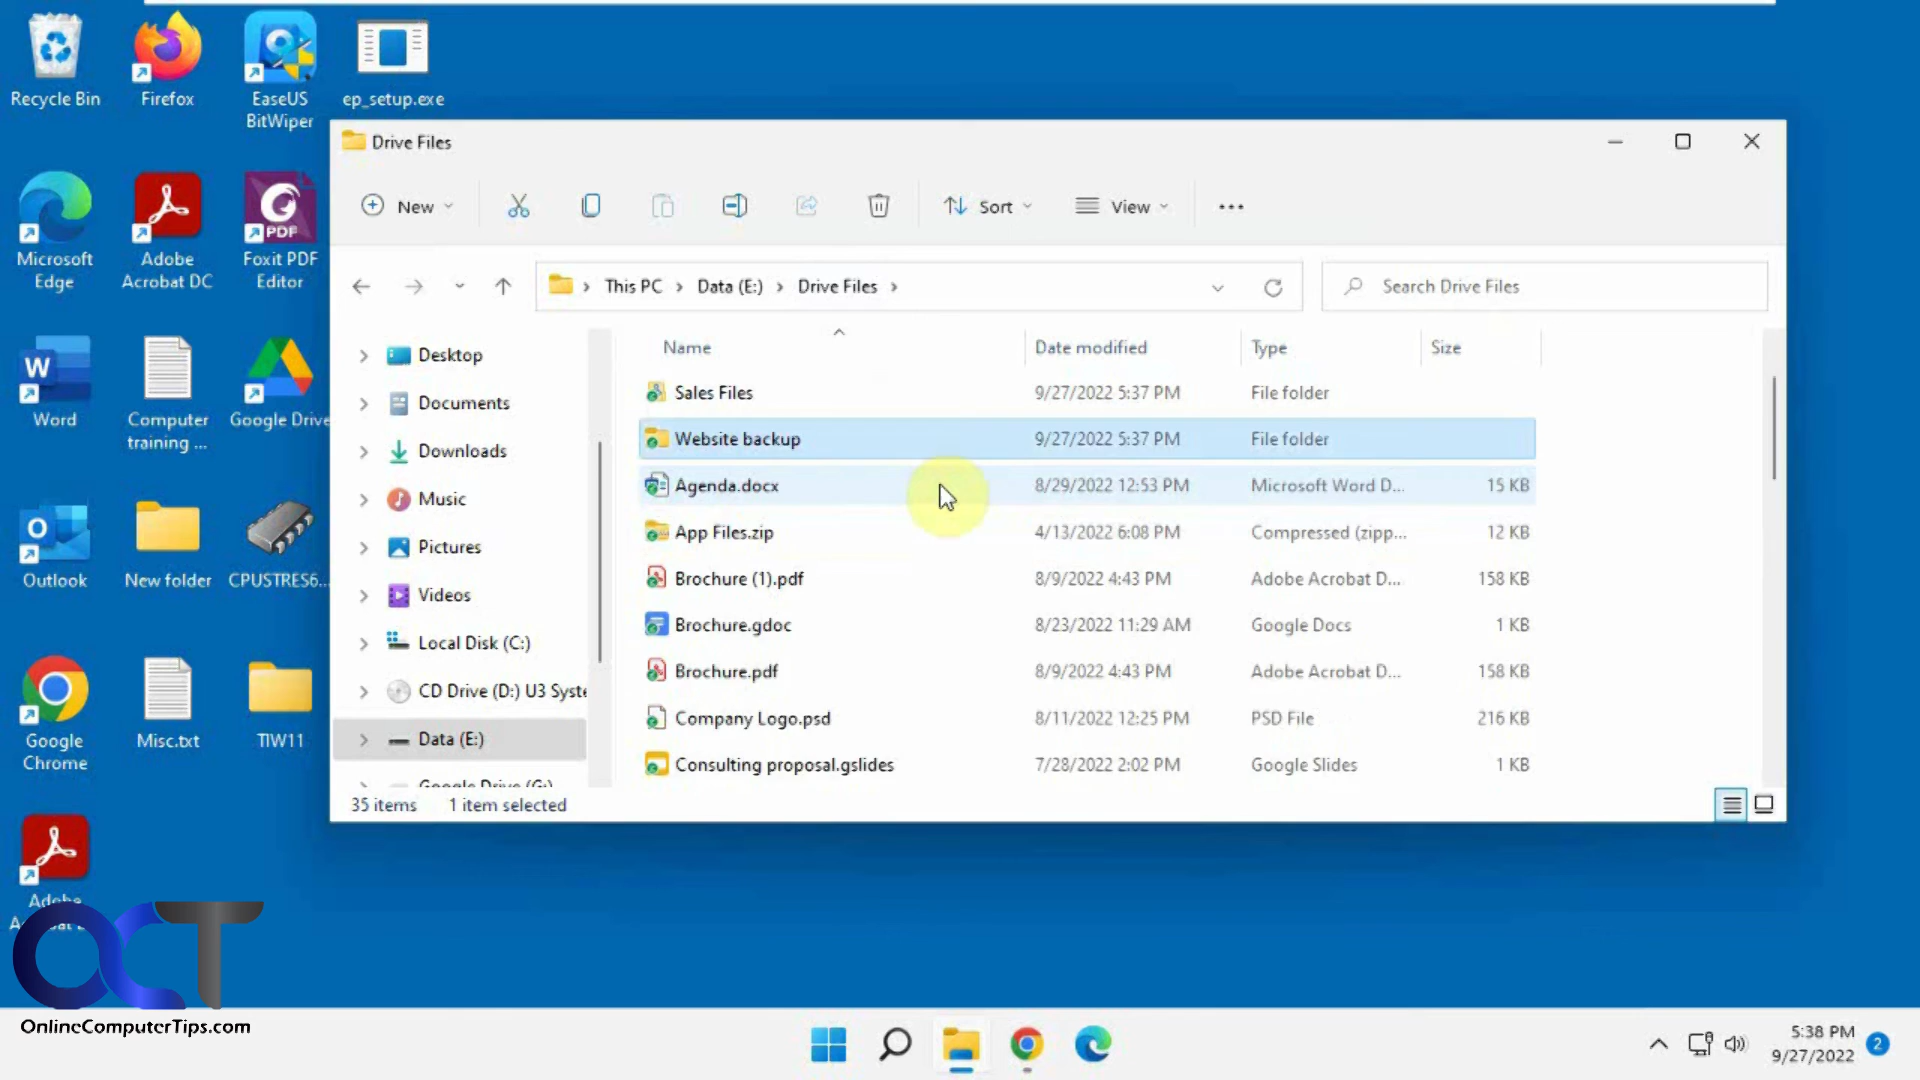 Recycle Bin
Firefox
EaseUS
BitWiper
ep_setup.exe
Microsoft
Edge
Adobe
Acrobat DC
PDF
Foxit PDF
Editor
W
Word
Computer
training ...
Google Drive
O
Outlook
New folder
CPUSTRES6...
Google
Chrome
Misc.txt
TIW11
Adobe
OCT
OnlineComputerTips.com
Drive Files
New
Sort
View
This PC
Data (E:)
Drive Files
Search Drive Files
Desktop
Documents
Downloads
Music
Pictures
Videos
Local Disk (C:)
CD Drive (D:) U3 Syste
Data (E:)
Google Drive (G:)
Name Date modified Type Size
Sales Files 9/27/2022 5:37 PM File folder
Website backup 9/27/2022 5:37 PM File folder
Agenda.docx 8/29/2022 12:53 PM Microsoft Word D... 15 KB
App Files.zip 4/13/2022 6:08 PM Compressed (zipp... 12 KB
Brochure (1).pdf 8/9/2022 4:43 PM Adobe Acrobat D... 158 KB
Brochure.gdoc 8/23/2022 11:29 AM Google Docs 1 KB
Brochure.pdf 8/9/2022 4:43 PM Adobe Acrobat D... 158 KB
Company Logo.psd 8/11/2022 12:25 PM PSD File 216 KB
Consulting proposal.gslides 7/28/2022 2:02 PM Google Slides 1 KB
35 items 1 item selected
5:38 PM
9/27/2022
2